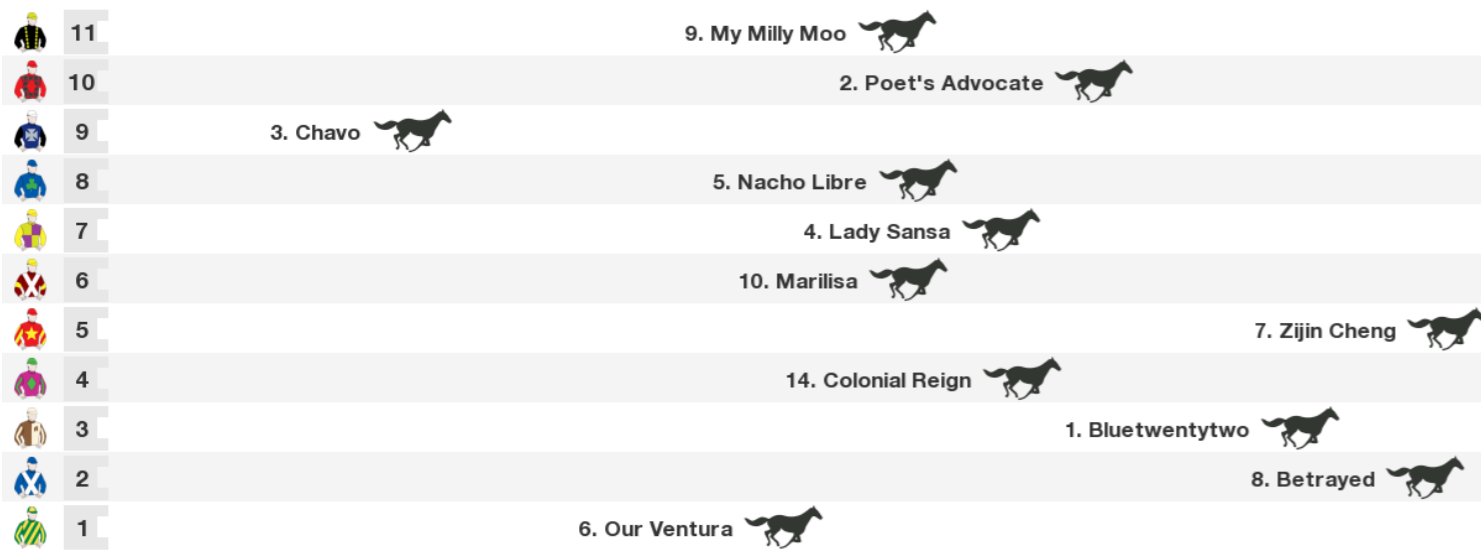 11 9. My Milly Moo
10 2. Poet's Advocate
9 3. Chavo
8 5. Nacho Libre
7 4. Lady Sansa
6 10. Marilisa
5 7. Zijin Cheng
4 14. Colonial Reign
3 1. Bluetwentytwo
2 8. Betrayed
1 6. Our Ventura